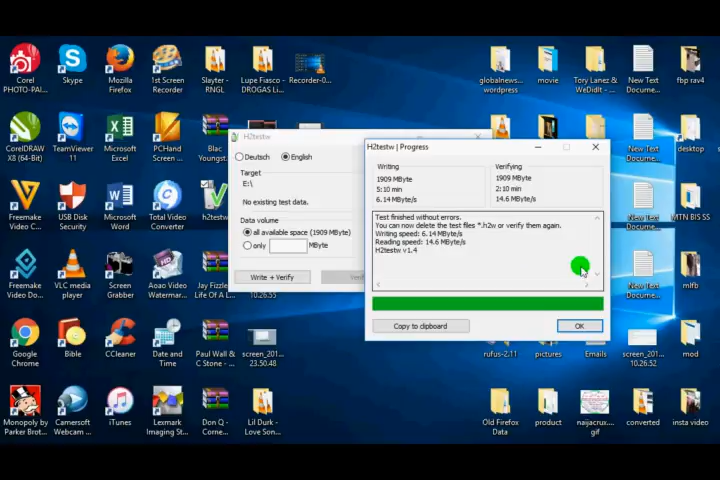 Corel
PHOTO-PAI...
Skype
Mozilla
Firefox
1st Screen
Recorder
Slayter -
RNGL
Lupe Fiasco -
DROGAS Li...
Recorder-0...
globalnews...
wordpress
movie
Tory Lanez &
WeDidIt - ...
New Text
Docume...
fbp rav4
CorelDRAW
X8 (64-Bit)
TeamViewer
11
Microsoft
Excel
PCHand
Screen ...
Blac
Youngst...
New Text
Docume...
desktop
Freemake
Video C...
USB Disk
Security
Microsoft
Word
Total Video
Converter
h2testw
New Text
Docume...
MTN BIS SS
Freemake
Video Do...
VLC media
player
Screen
Grabber
Aoao Video
Watermar...
Jay Fizzle
Life Of A L...
10.26.55
New Text
Docume...
mlfb
Google
Chrome
Bible
CCleaner
Date and
Time
Paul Wall &
C Stone - ...
screen_201...
23.50.48
rufus-2.11
pictures
Emails
screen_201...
10.26.52
mod
Monopoly by
Parker Brot...
Camersoft
Webcam ...
iTunes
Lexmark
Imaging St...
Don Q -
Corne...
Lil Durk -
Love Son...
Old Firefox
Data
product
naijacrux...
gif
converted
insta video
H2testw
Deutsch
English
Target
E:\
No existing test data.
Data volume
all available space (1909 MByte)
only
MByte
Write + Verify
H2testw | Progress
Writing
1909 MByte
5:10 min
6.14 MByte/s
Verifying
1909 MByte
2:10 min
14.6 MByte/s
Test finished without errors.
You can now delete the test files *.h2w or verify them again.
Writing speed: 6.14 MByte/s
Reading speed: 14.6 MByte/s
H2testw v1.4
Copy to clipboard
OK